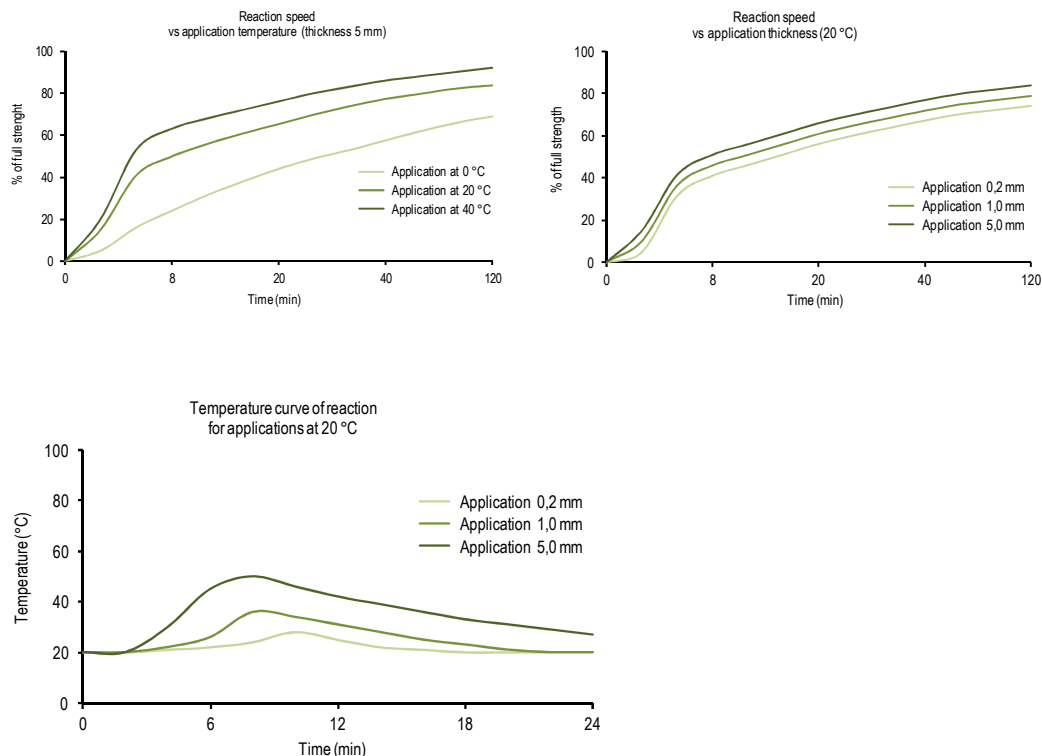 Reaction speed
vs application temperature (thickness 5 mm)
% of full strenght
100
80
60
40
20
0
Application at 0 °C
Application at 20 °C
Application at 40 °C
0 8 20 40 120
Time (min)
Reaction speed
vs application thickness (20 °C)
% of full strength
100
80
60
40
20
0
Application 0,2 mm
Application 1,0 mm
Application 5,0 mm
0 8 20 40 120
Time (min)
Temperature curve of reaction
for applications at 20 °C
Temperature (°C)
100
80
60
40
20
0
Application 0,2 mm
Application 1,0 mm
Application 5,0 mm
0 6 12 18 24
Time (min)